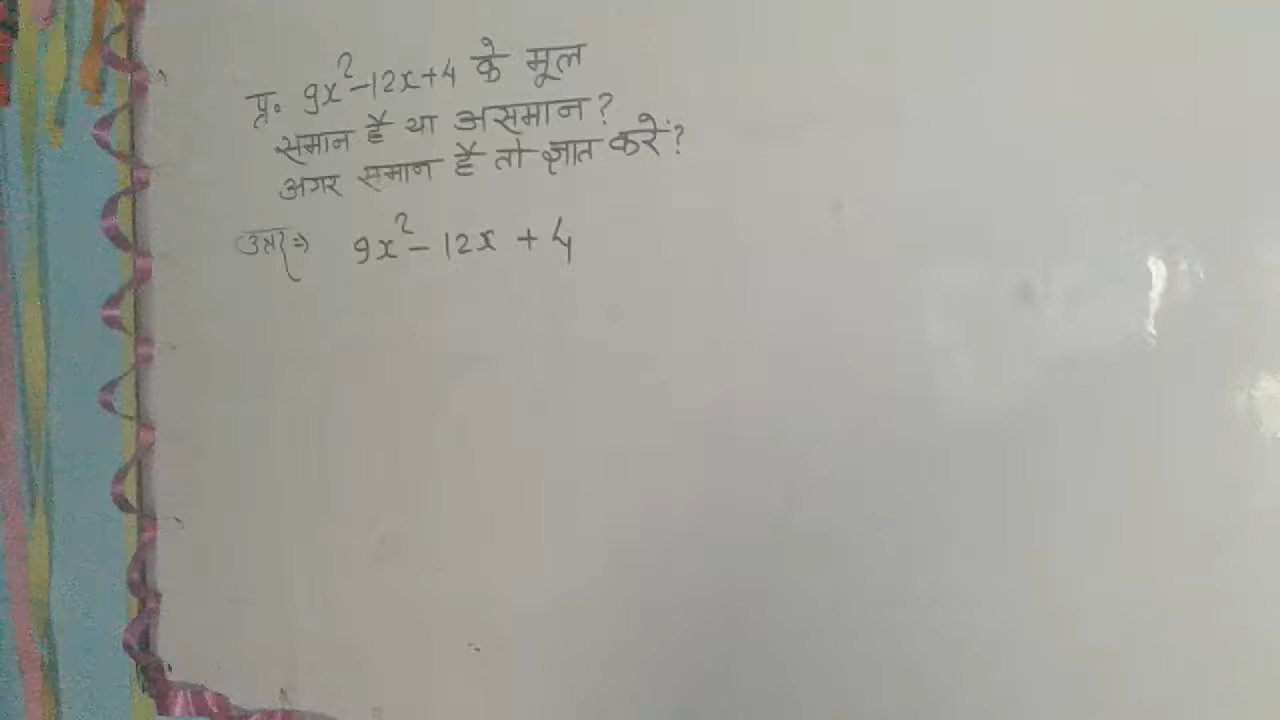 प्र. 9x²-12x+4 के मूल
समान है या असमान ?
अगर समान है तो ज्ञात करें ?
उत्तर ⇒ 9x² - 12x + 4